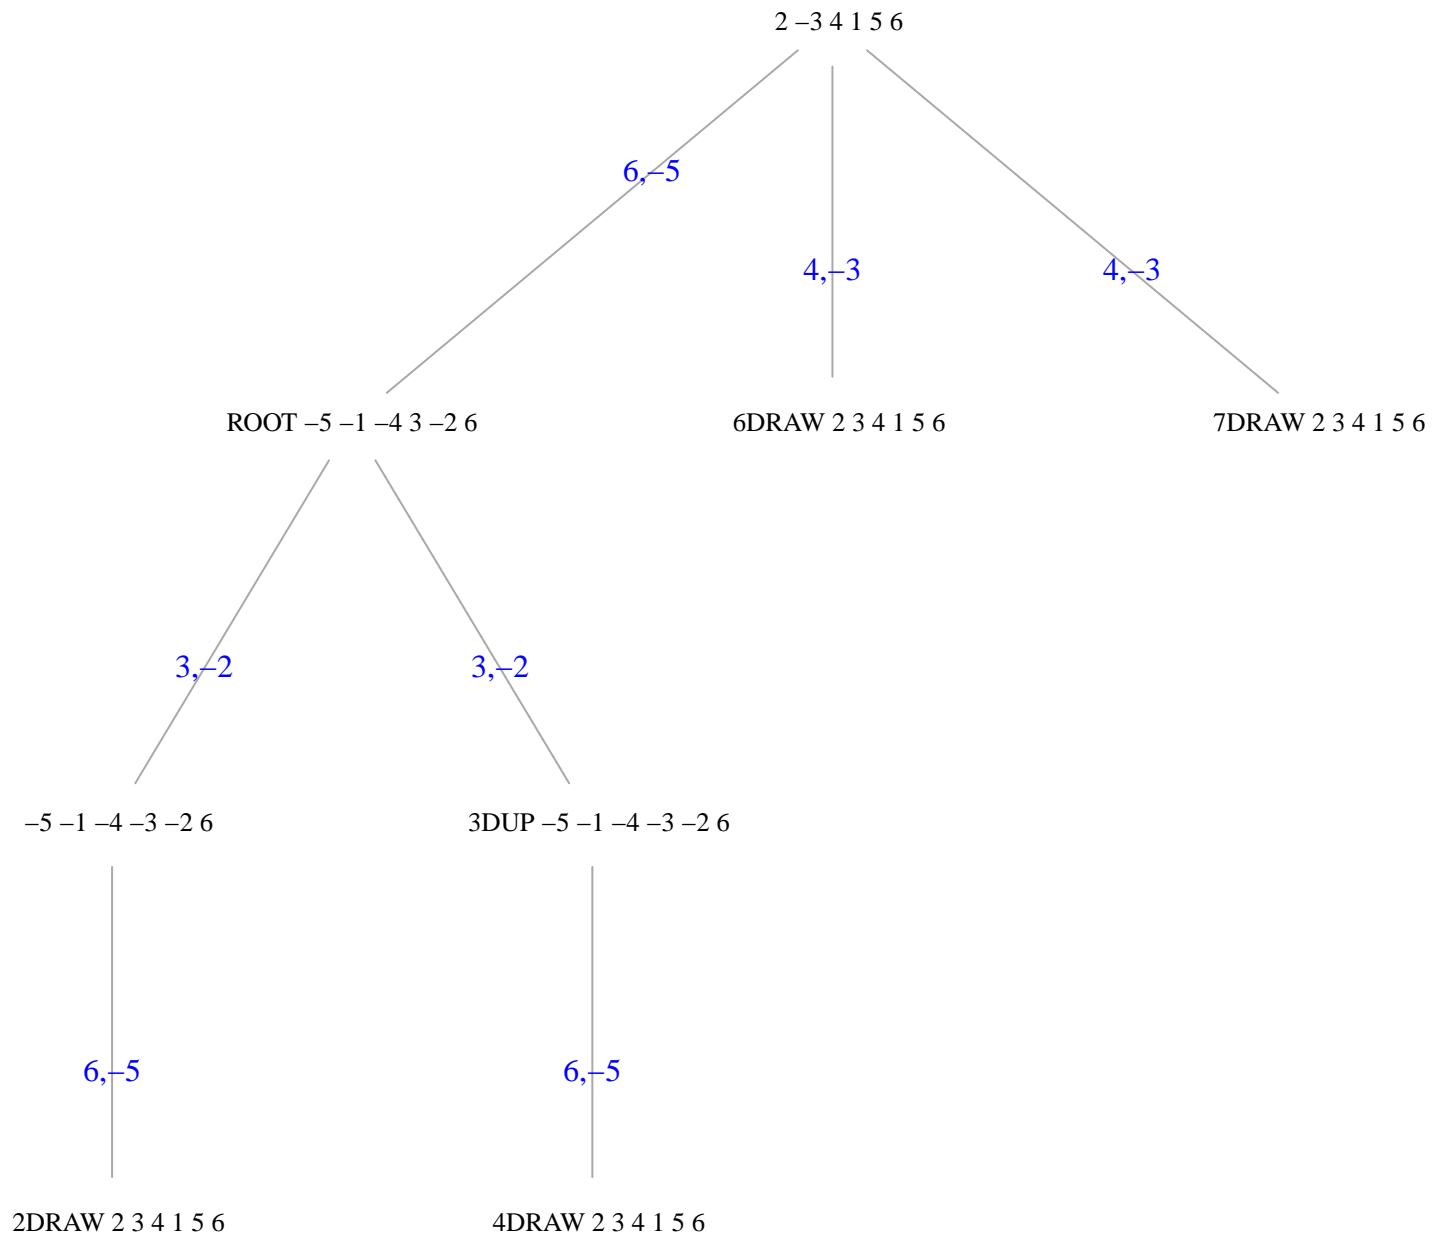 2 –3 4 1 5 6
6,–5
4,–3
4,–3
ROOT –5 –1 –4 3 –2 6
6DRAW 2 3 4 1 5 6
7DRAW 2 3 4 1 5 6
3,–2
3,–2
–5 –1 –4 –3 –2 6
3DUP –5 –1 –4 –3 –2 6
6,–5
6,–5
2DRAW 2 3 4 1 5 6
4DRAW 2 3 4 1 5 6